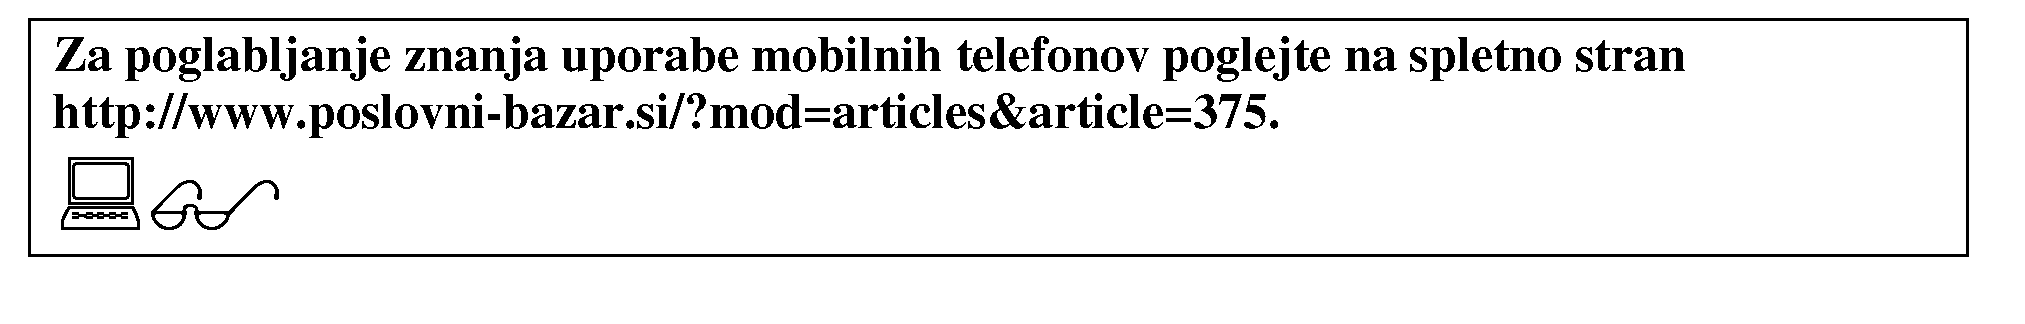 Za poglabljanje znanja uporabe mobilnih telefonov poglejte na spletno stran
http://www.poslovni-bazar.si/?mod=articles&article=375.